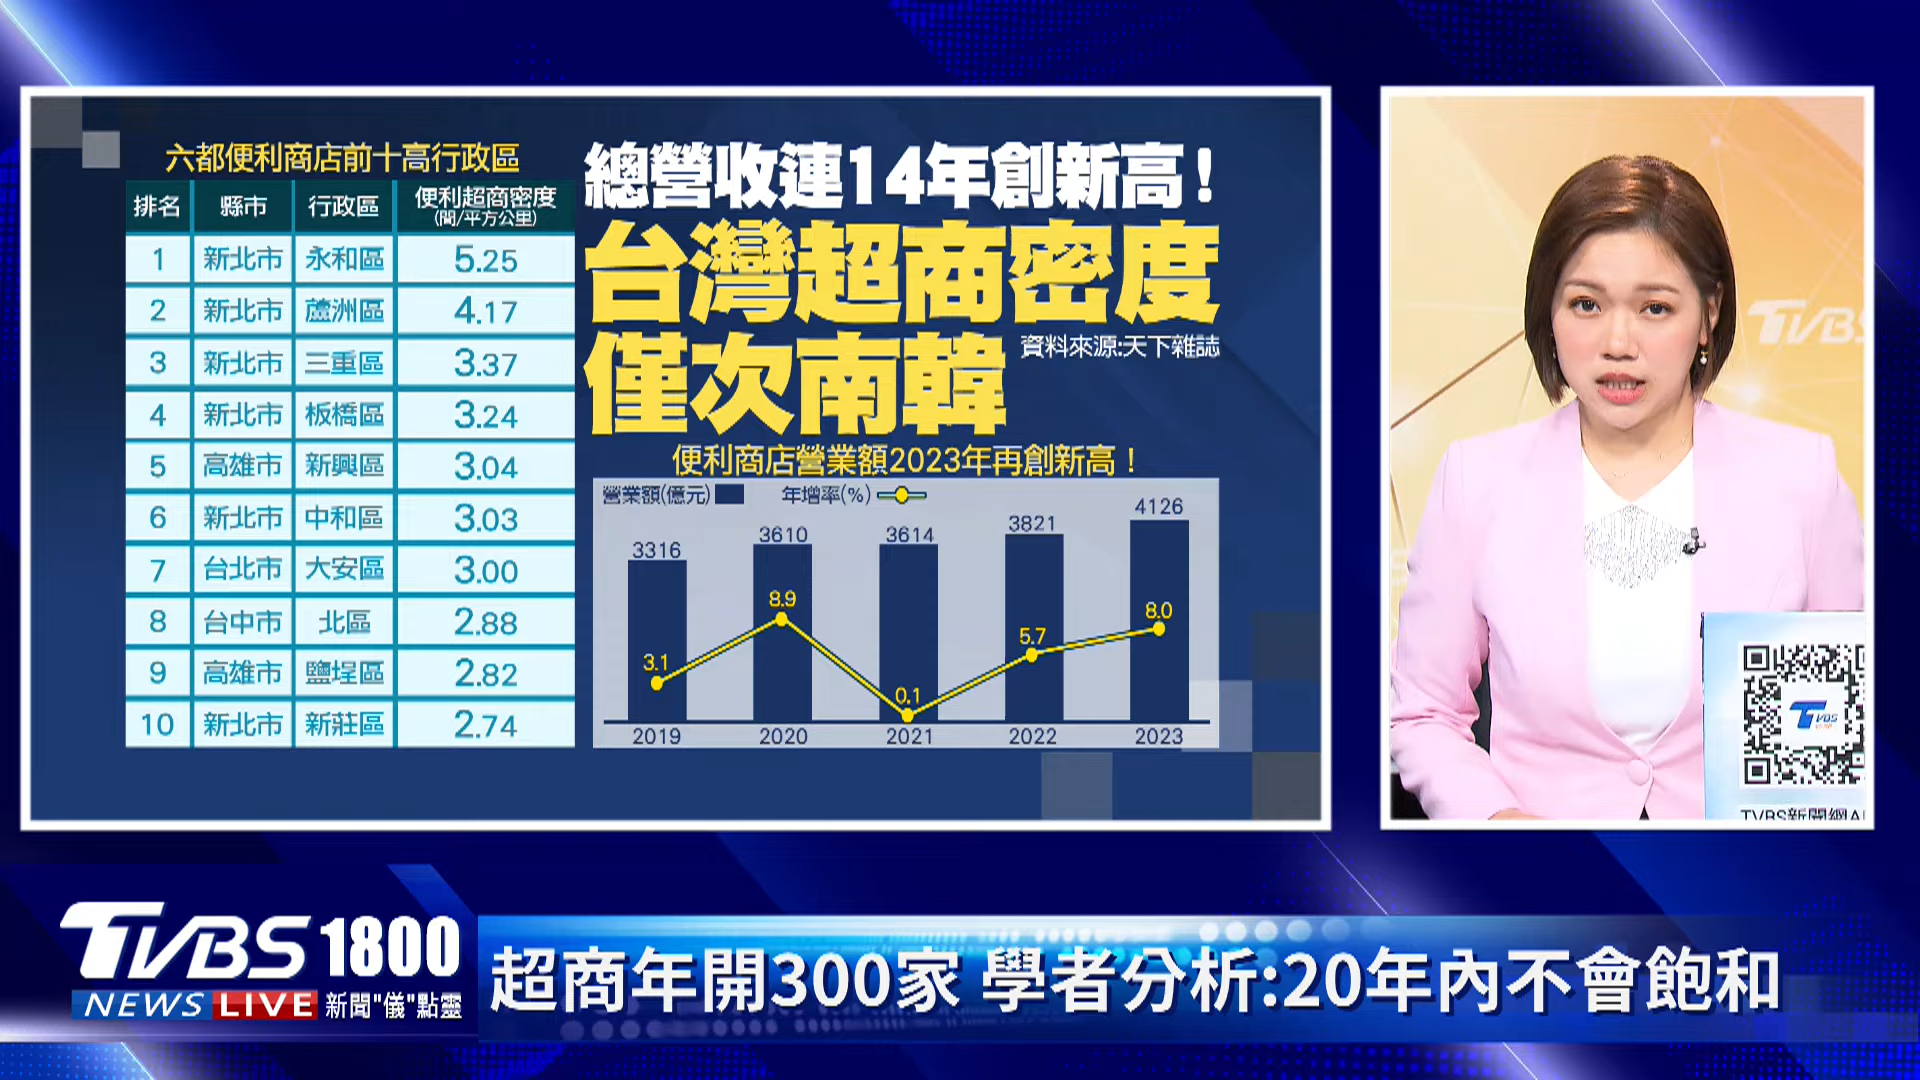 六都便利商店前十高行政區
排名 縣市 行政區 便利超商密度(間/平方公里)
1 新北市 永和區 5.25
2 新北市 蘆洲區 4.17
3 新北市 三重區 3.37
4 新北市 板橋區 3.24
5 高雄市 新興區 3.04
6 新北市 中和區 3.03
7 台北市 大安區 3.00
8 台中市 北區 2.88
9 高雄市 鹽埕區 2.82
10 新北市 新莊區 2.74
總營收連14年創新高!
台灣超商密度
僅次南韓
資料來源:天下雜誌
便利商店營業額2023年再創新高!
營業額(億元) 年增率(%)
3316 3610 3614 3821 4126
3.1 8.9 0.1 5.7 8.0
2019 2020 2021 2022 2023
TVBS
TVBS
TVBS新聞網A
TVBS 1800
NEWS LIVE 新聞"儀"點靈
超商年開300家 學者分析:20年內不會飽和